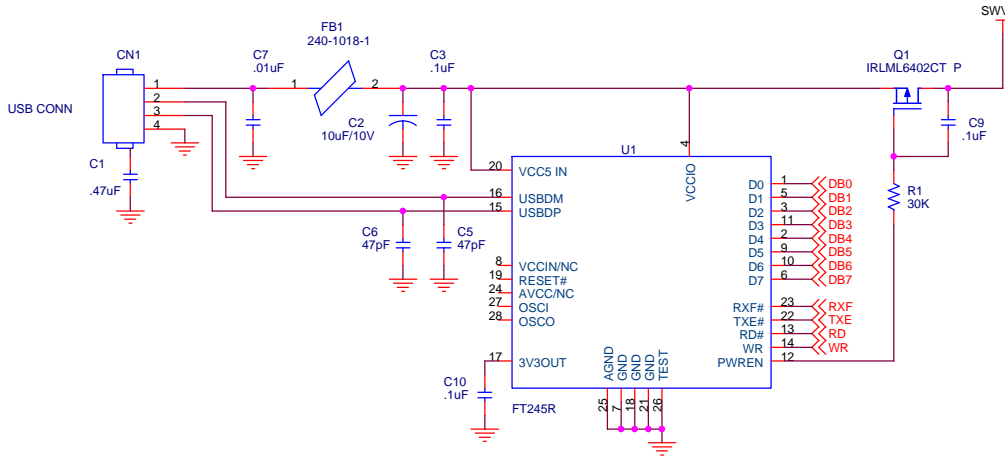 SWV
FB1
240-1018-1
Q1
IRLML6402CT P
CN1
C7
.01uF
C3
.1uF
1
2
3
4
1
2
USB CONN
C2
10uF/10V
C9
.1uF
C1
.47uF
U1
4
VCCIO
20
VCC5 IN
16
USBDM
15
USBDP
C6
47pF
C5
47pF
8
VCCIN/NC
19
RESET#
24
AVCC/NC
27
OSCI
28
OSCO
17
3V3OUT
C10
.1uF
D0
1
DB0
D1
5
DB1
D2
3
DB2
D3
11
DB3
D4
2
DB4
D5
9
DB5
D6
10
DB6
D7
6
DB7
RXF#
23
RXF
TXE#
22
TXE
RD#
13
RD
WR
14
WR
PWREN
12
R1
30K
AGND
GND
GND
GND
TEST
25
7
18
21
26
FT245R